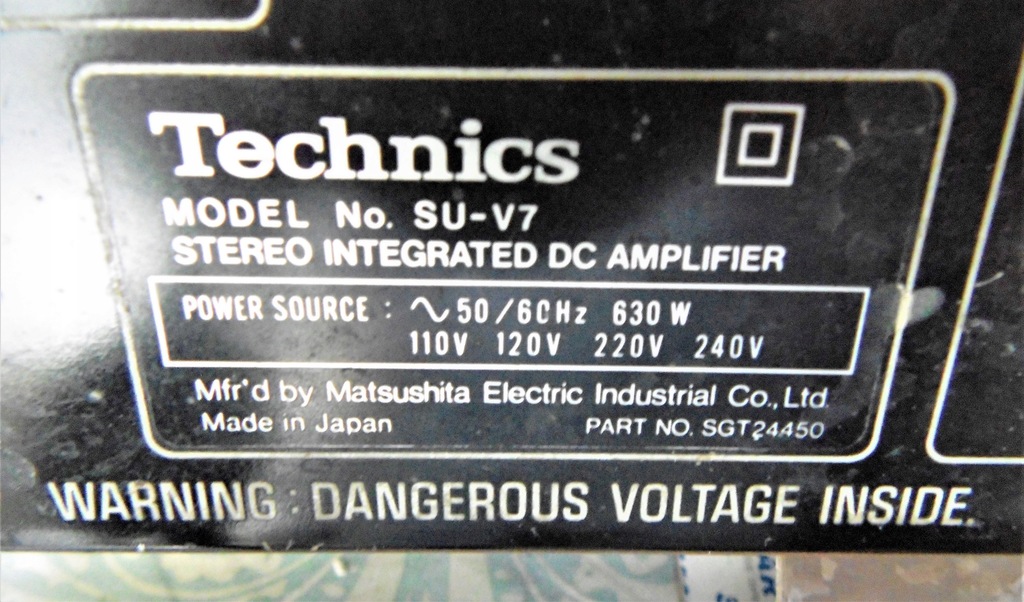 Technics
MODEL No. SU-V7
STEREO INTEGRATED DC AMPLIFIER
POWER SOURCE : ∿ 50/60Hz 630 W
110V 120V 220V 240V
Mfr'd by Matsushita Electric Industrial Co., Ltd.
Made in Japan PART NO. SGT24450
WARNING : DANGEROUS VOLTAGE INSIDE.